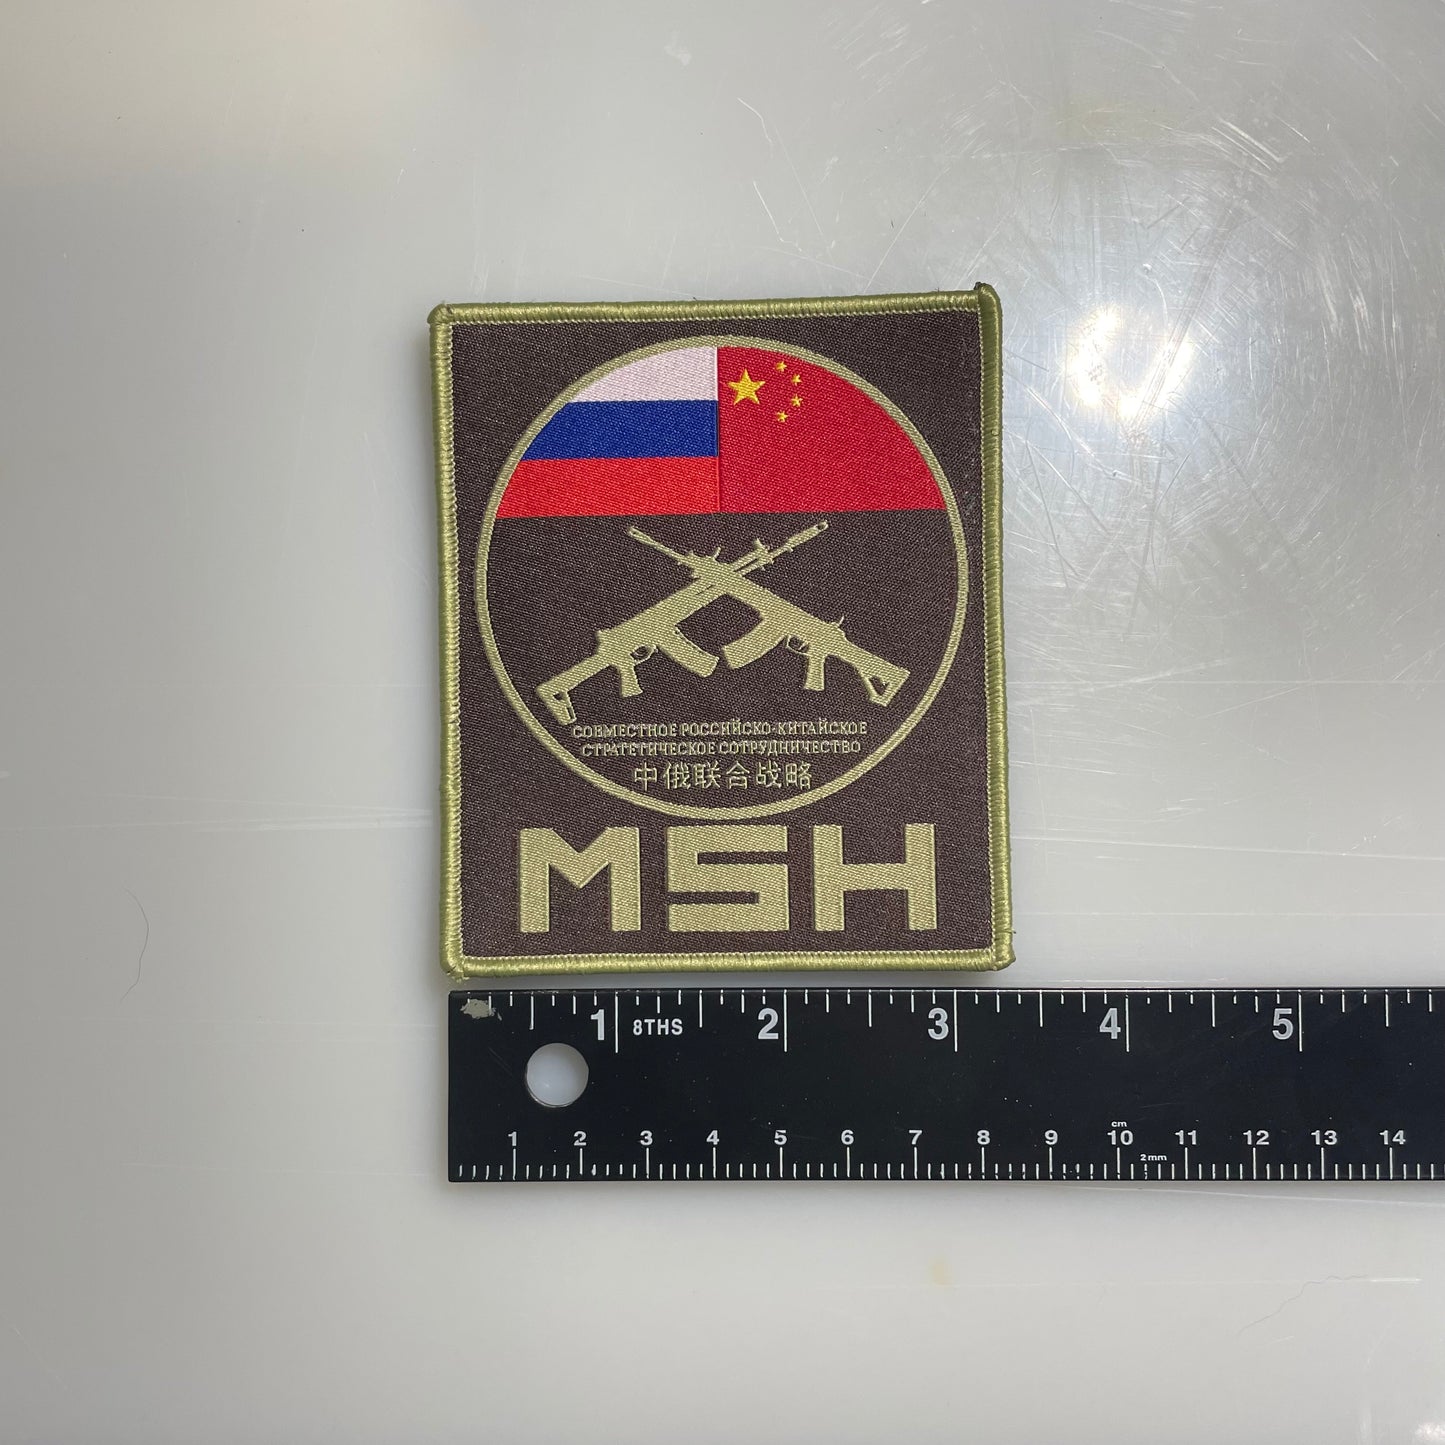 СОВМЕСТНОЕ РОССИЙСКО-КИТАЙСКОЕ
СТРАТЕГИЧЕСКОЕ СОТРУДНИЧЕСТВО
中俄联合战略
MSH
1 8THS 2 3 4 5
cm
1 2 3 4 5 6 7 8 9 10 11 12 13 14
2mm